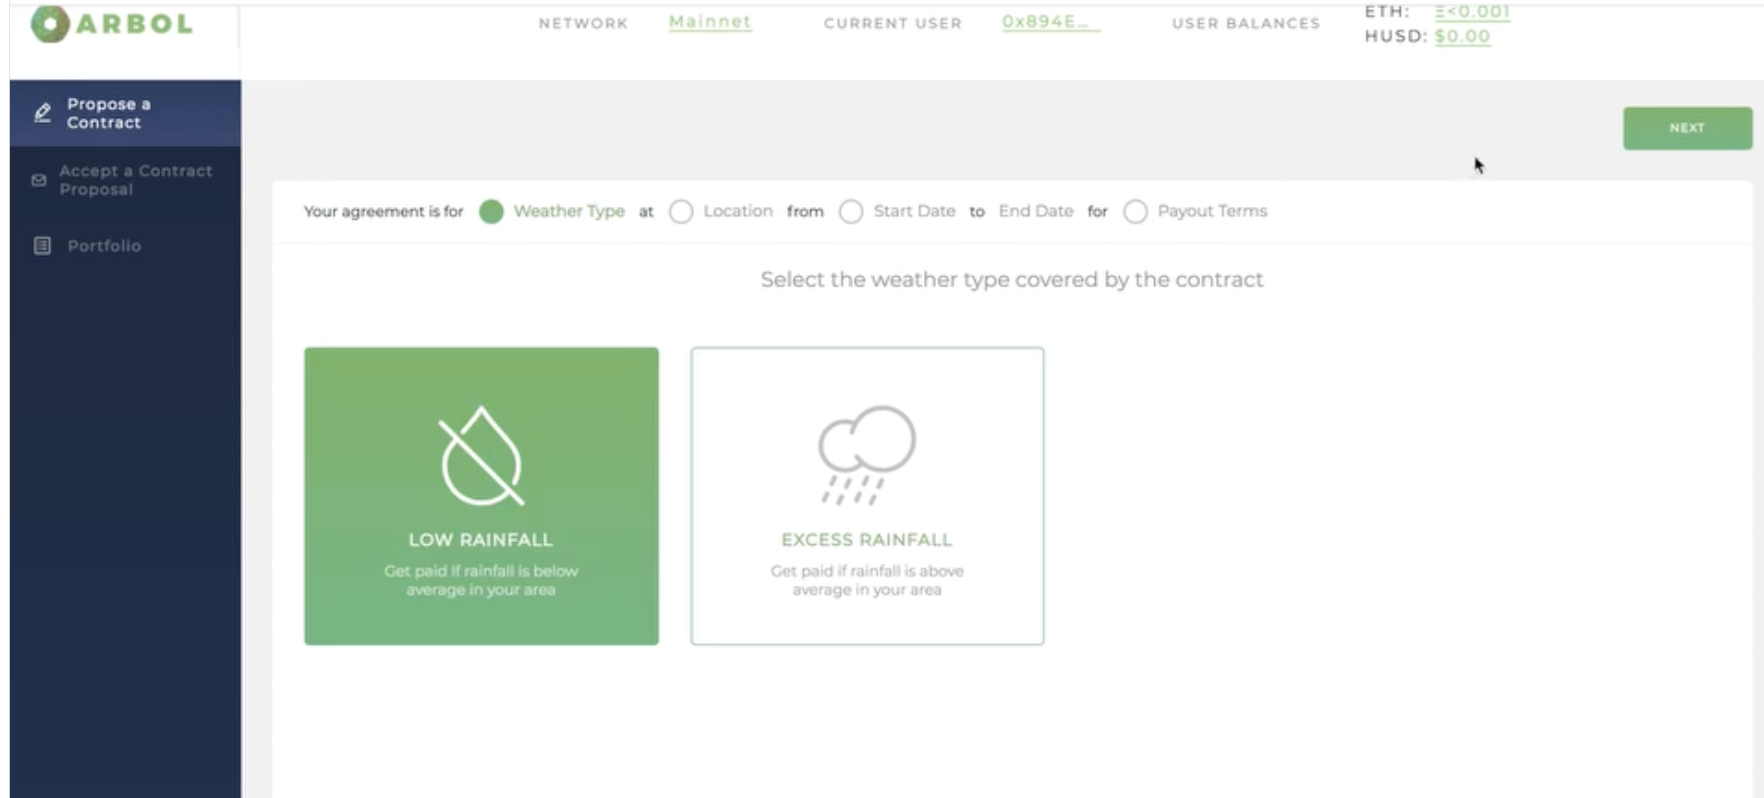 ARBOL
NETWORK Mainnet CURRENT USER 0x894E... USER BALANCES
ETH: Ξ<0.001
HUSD: $0.00
Propose a
Contract
Accept a Contract
Proposal
Portfolio
NEXT
Your agreement is for Weather Type at Location from Start Date to End Date for Payout Terms
Select the weather type covered by the contract
LOW RAINFALL
Get paid if rainfall is below
average in your area
EXCESS RAINFALL
Get paid if rainfall is above
average in your area